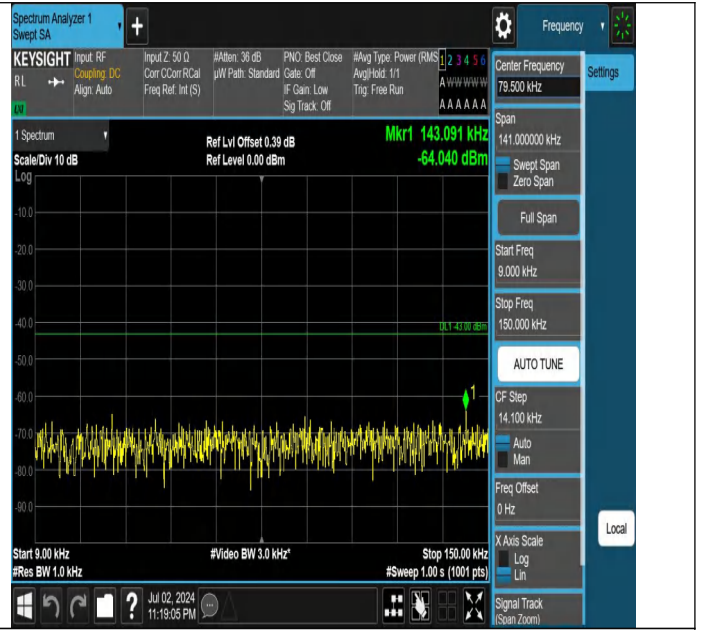 Spectrum Analyzer 1
Swept SA
+
Frequency
KEYSIGHT
RL
LXI
Input: RF
Coupling: DC
Align: Auto
Input Z: 50 Ω
Corr CCorr RCal
Freq Ref: Int (S)
#Atten: 36 dB
µW Path: Standard
PNO: Best Close
Gate: Off
IF Gain: Low
Sig Track: Off
#Avg Type: Power (RMS
Avg|Hold: 1/1
Trig: Free Run
1 2 3 4 5 6
A W W W W W
A A A A A A
1 Spectrum
Scale/Div 10 dB
Ref Lvl Offset 0.39 dB
Ref Level 0.00 dBm
Mkr1 143.091 kHz
-64.040 dBm
Log
-10.0
-20.0
-30.0
-40.0
DL1 -43.00 dBm
-50.0
-60.0
1
-70.0
-80.0
-90.0
Start 9.00 kHz
#Video BW 3.0 kHz*
Stop 150.00 kHz
#Res BW 1.0 kHz
#Sweep 1.00 s (1001 pts)
Jul 02, 2024
11:19:05 PM
?
Center Frequency
79.500 kHz
Settings
Span
141.000000 kHz
Swept Span
Zero Span
Full Span
Start Freq
9.000 kHz
Stop Freq
150.000 kHz
AUTO TUNE
CF Step
14.100 kHz
Auto
Man
Freq Offset
0 Hz
X Axis Scale
Log
Lin
Local
Signal Track
(Span Zoom)